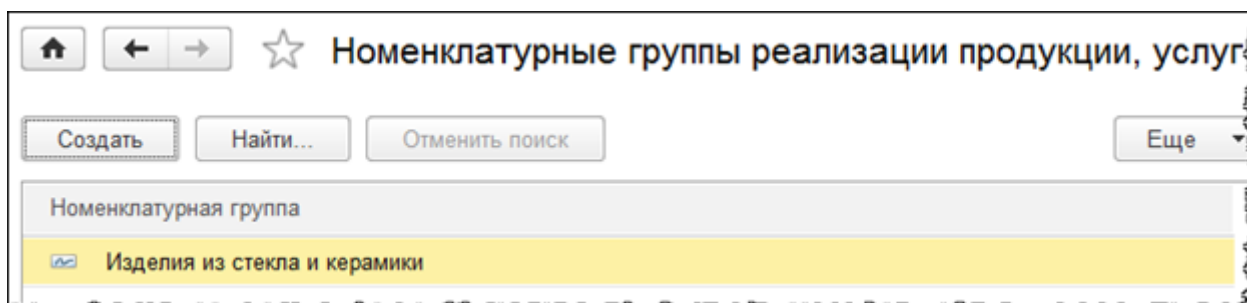 Номенклатурные группы реализации продукции, услуг
Создать Найти... Отменить поиск Еще
Номенклатурная группа
Изделия из стекла и керамики